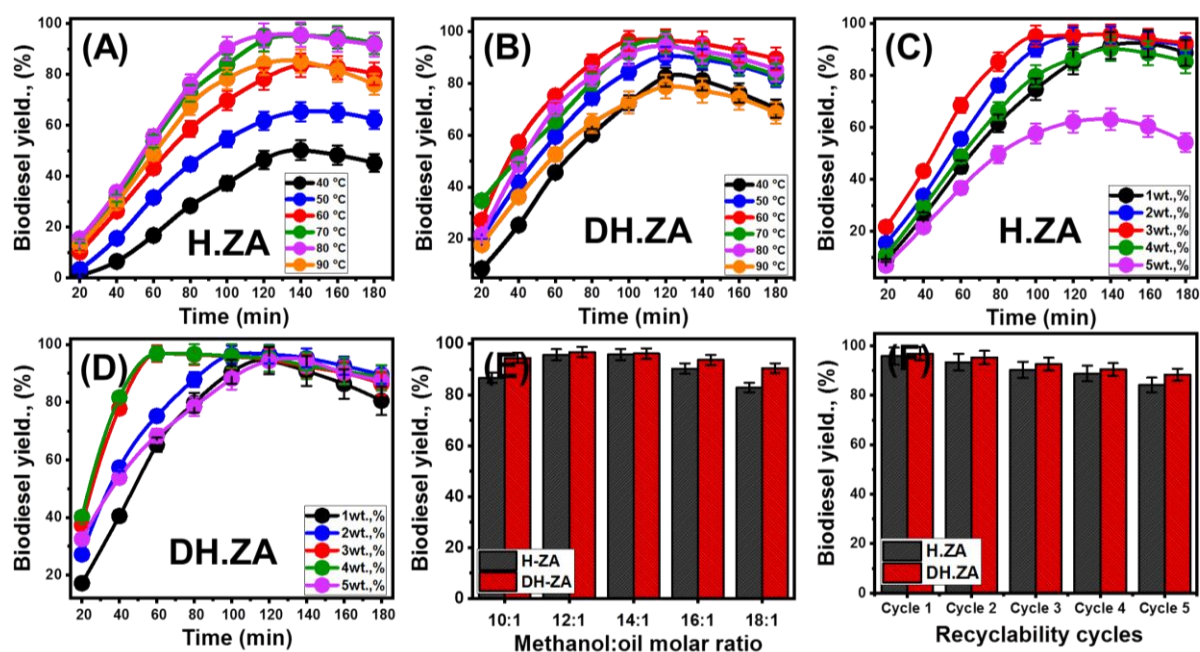 (A)
H.ZA
40 °C
50 °C
60 °C
70 °C
80 °C
90 °C
Biodiesel yield., (%)
100
80
60
40
20
0
20 40 60 80 100 120 140 160 180
Time (min)
(B)
DH.ZA
40 °C
50 °C
60 °C
70 °C
80 °C
90 °C
Biodiesel yield., (%)
100
80
60
40
20
20 40 60 80 100 120 140 160 180
Time (min)
(C)
H.ZA
1wt.,%
2wt.,%
3wt.,%
4wt.,%
5wt.,%
Biodiesel yield., (%)
100
80
60
40
20
0
20 40 60 80 100 120 140 160 180
Time (min)
(D)
DH.ZA
1wt.,%
2wt.,%
3wt.,%
4wt.,%
5wt.,%
Biodiesel yield., (%)
100
80
60
40
20
20 40 60 80 100 120 140 160 180
Time (min)
(E)
H-ZA
DH-ZA
Biodiesel yield., (%)
100
80
60
40
20
0
10:1 12:1 14:1 16:1 18:1
Methanol:oil molar ratio
(F)
H.ZA
DH.ZA
Biodiesel yield., (%)
100
80
60
40
20
0
Cycle 1 Cycle 2 Cycle 3 Cycle 4 Cycle 5
Recyclability cycles